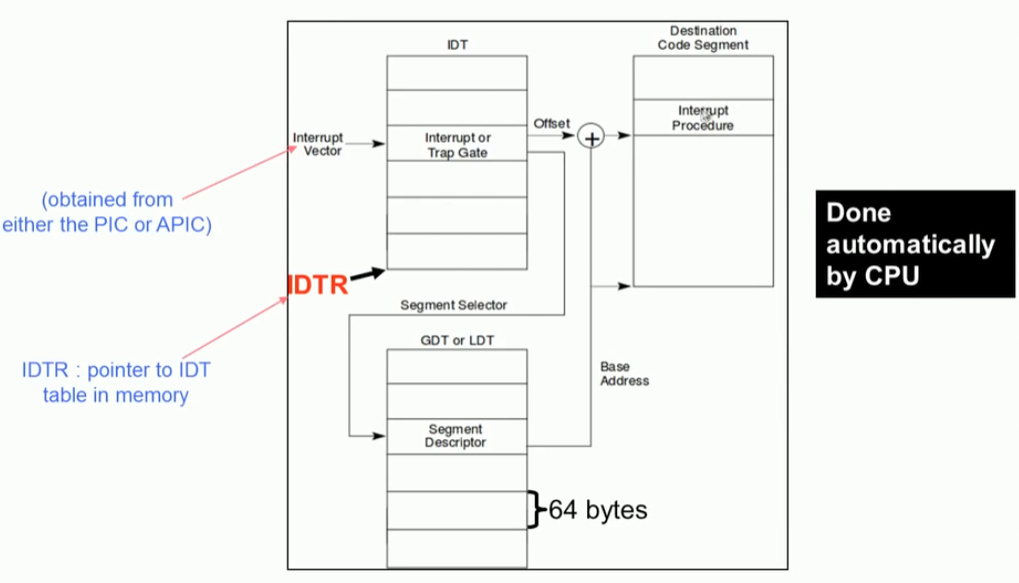 IDT
Destination
Code Segment
Interrupt
Vector
Interrupt or
Trap Gate
Offset
+
Interrupt
Procedure
(obtained from
either the PIC or APIC)
Done
automatically
by CPU
IDTR
Segment Selector
GDT or LDT
IDTR : pointer to IDT
table in memory
Base
Address
Segment
Descriptor
64 bytes